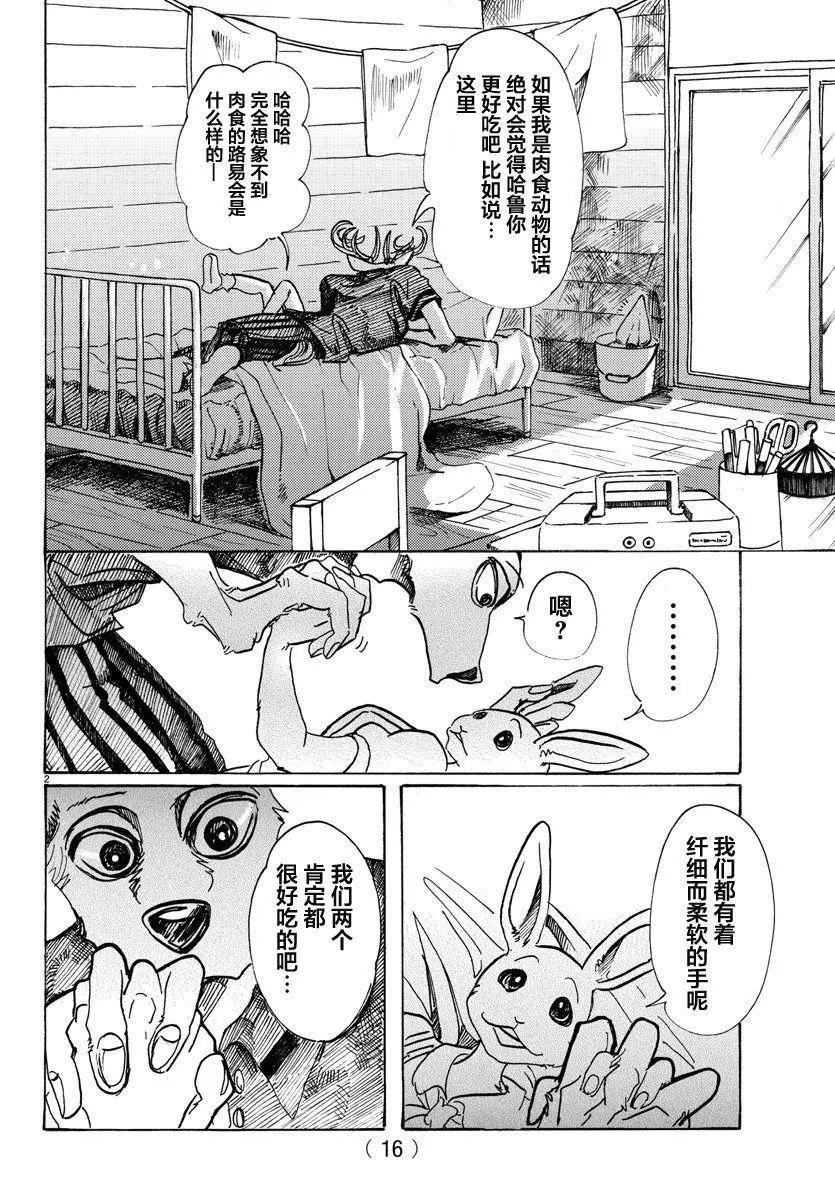 如果我是肉食动物的话
绝对会觉得哈鲁你
更好吃吧 比如说…
这里
哈哈哈
完全想象不到
肉食的路易会是
什么样的—
………
嗯?
2
我们都有着
纤细而柔软的手呢
我们两个
肯定都
很好吃的吧…
(16)